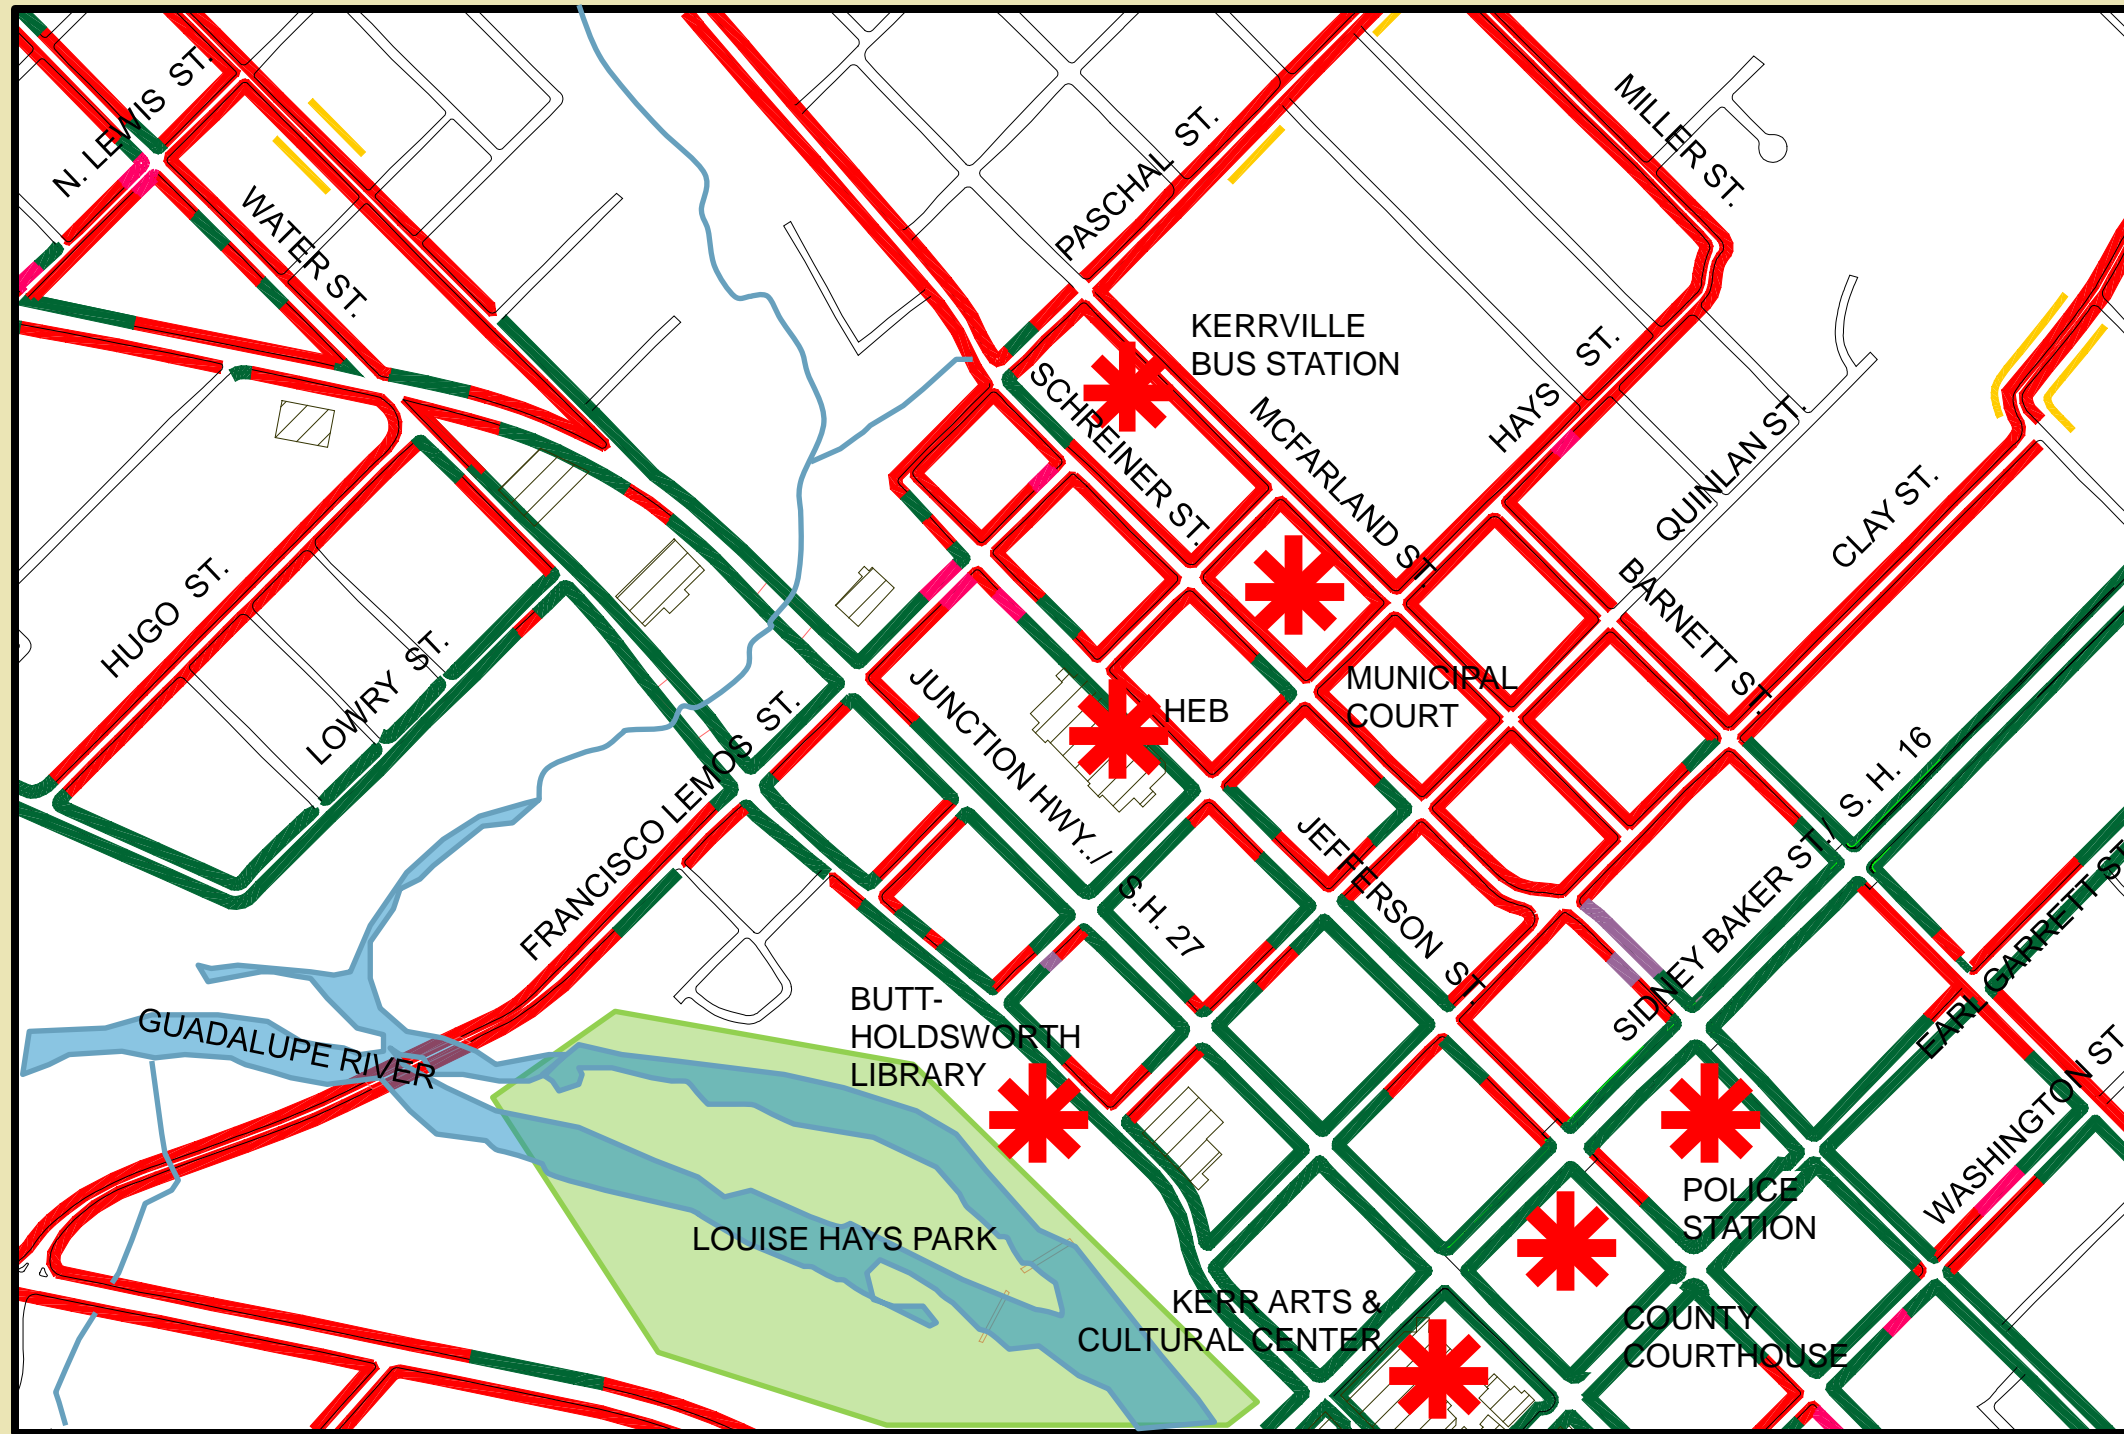 N. LEWIS ST.
WATER ST.
PASCHAL ST.
MILLER ST.
KERRVILLE
BUS STATION
SCHREINER ST.
MCFARLAND ST.
HAYS ST.
QUINLAN ST.
CLAY ST.
BARNETT ST.
HUGO ST.
LOWRY ST.
FRANCISCO LEMOS ST.
JUNCTION HWY../
S.H. 27
HEB
MUNICIPAL
COURT
JEFFERSON ST.
SIDNEY BAKER ST./ S. H. 16
EARL GARRETT ST
WASHINGTON ST.
BUTT-
HOLDSWORTH
LIBRARY
GUADALUPE RIVER
LOUISE HAYS PARK
POLICE
STATION
KERR ARTS &
CULTURAL CENTER
COUNTY
COURTHOUSE